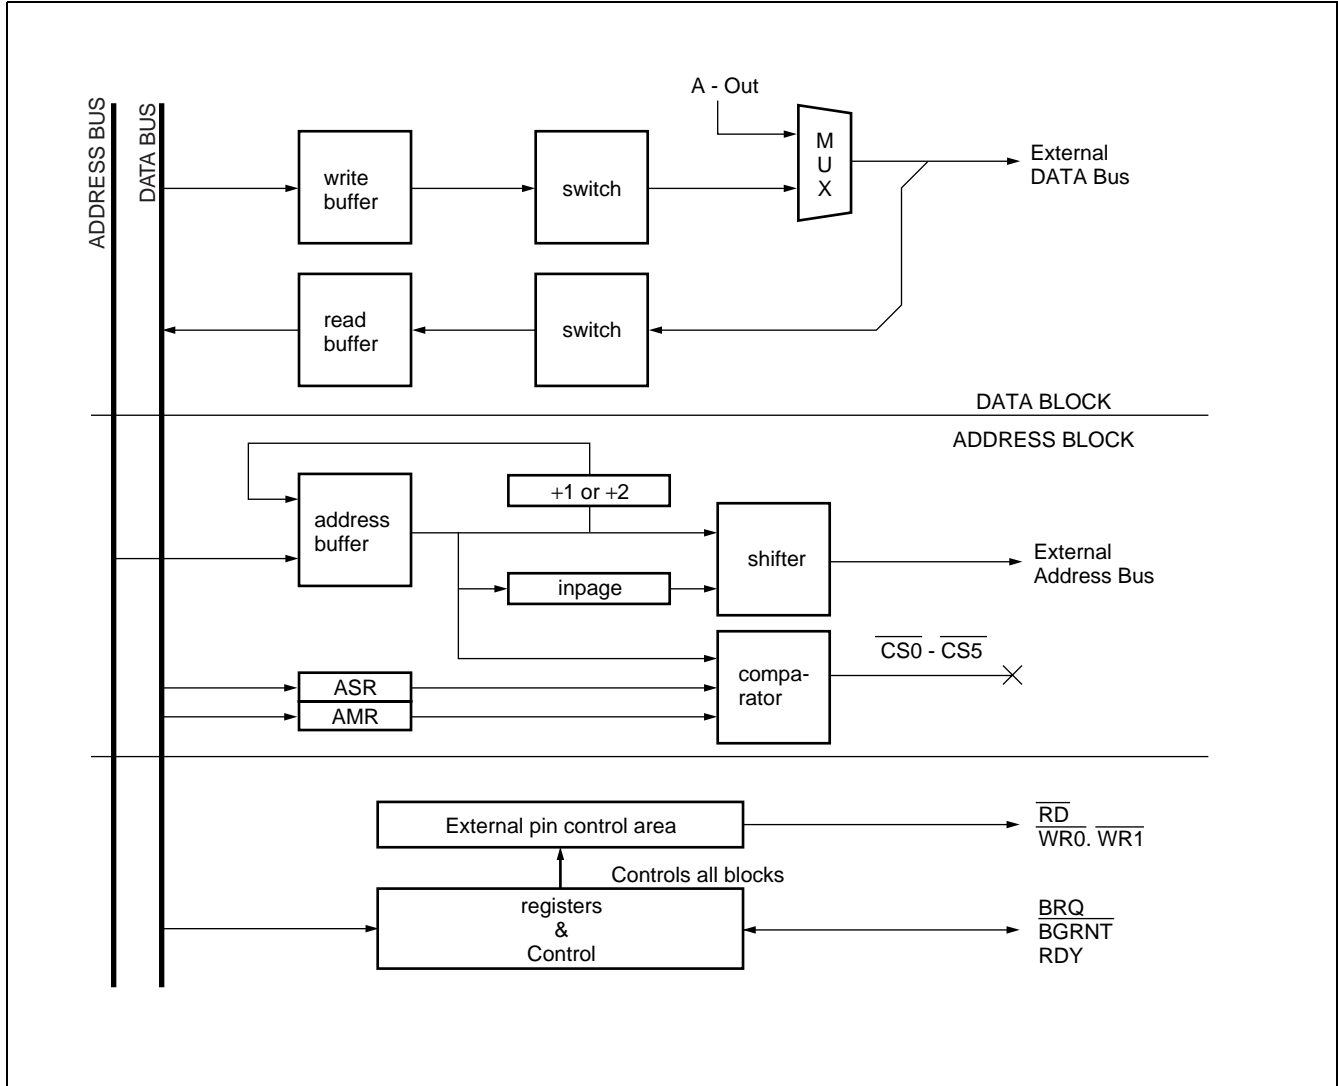 ADDRESS BUS
DATA BUS
A - Out
write
buffer
switch
M
U
X
External
DATA Bus
read
buffer
switch
DATA BLOCK
ADDRESS BLOCK
+1 or +2
address
buffer
shifter
External
Address Bus
inpage
CS0 - CS5
compa-
rator
ASR
AMR
External pin control area
RD
WR0. WR1
Controls all blocks
registers
&
Control
BRQ
BGRNT
RDY